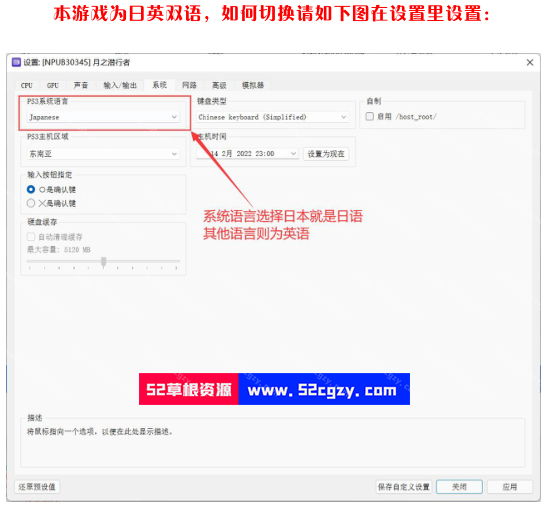 本游戏为日英双语，如何切换请如下图在设置里设置：
设置: [NPUB30345] 月之潜行者
CPU GPU 声音 输入/输出 系统 网路 高级 模拟器
PS3系统语言 键盘类型 自制
Japanese Chinese keyboard (Simplified) 启用 /host_root/
PS3主机区域 主机时间
东南亚 14 2月 2022 23:00 设置为现在
输入按钮指定
○是确认键
╳是确认键
系统语言选择日本就是日语
其他语言则为英语
硬盘缓存
自动清理缓存
最大容量: 5120 MB
52草根资源 www.52cgzy.com
描述
将鼠标指向一个选项，以便在此处显示描述。
还原预设值 保存自定义设置 关闭 应用